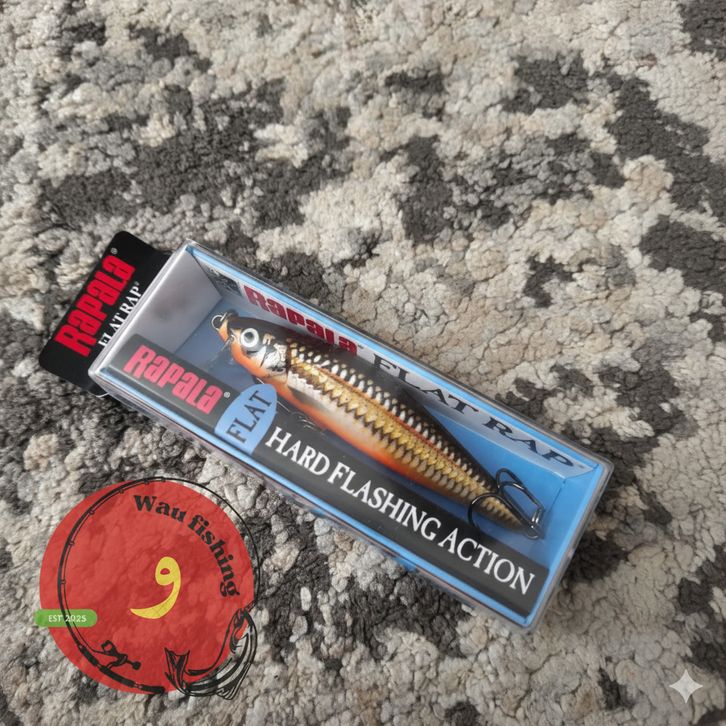 Rapala®
FLAT RAP®
Rapala
FLAT RAP
Rapala®
FLAT
HARD FLASHING ACTION
Wau fishing
و
EST 2025